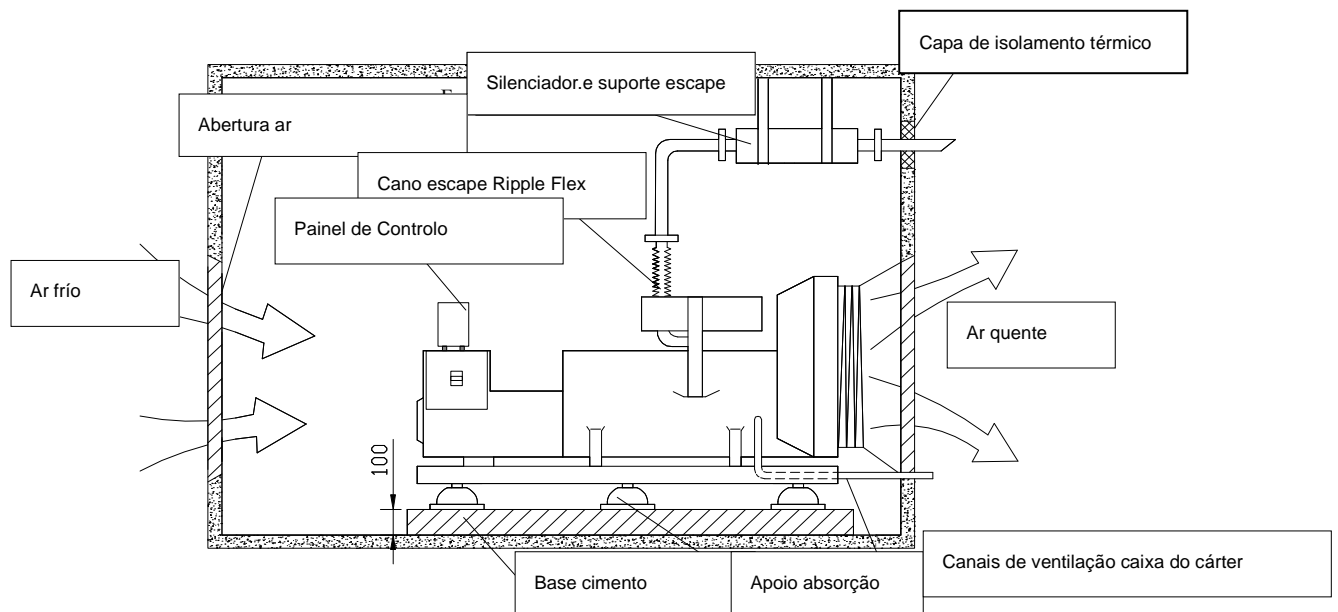 Capa de isolamento térmico
Silenciador.e suporte escape
Abertura ar
Cano escape Ripple Flex
Painel de Controlo
Ar frío
Ar quente
100
Base cimento
Apoio absorção
Canais de ventilação caixa do cárter